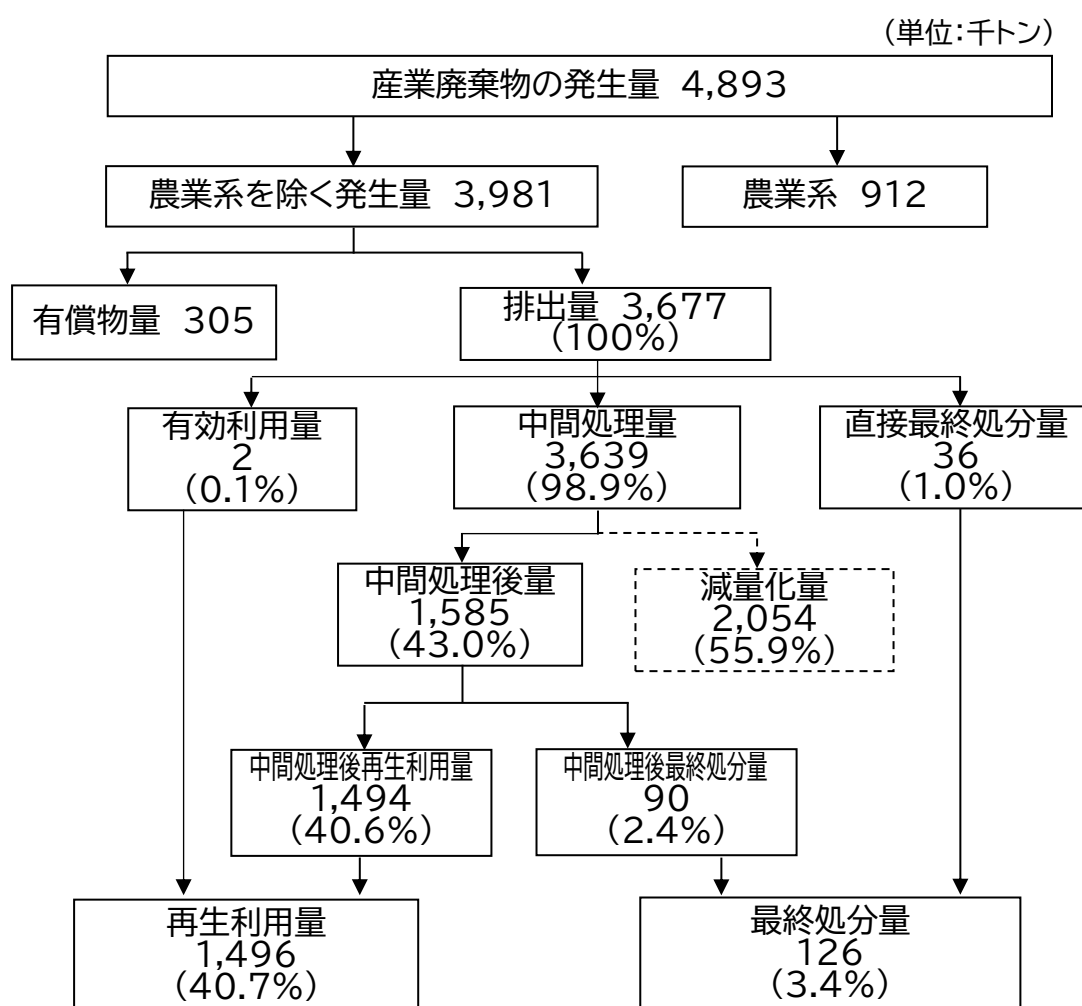 (単位:千トン)
産業廃棄物の発生量 4,893
農業系を除く発生量 3,981
農業系 912
有償物量 305
排出量 3,677
(100%)
有効利用量
2
(0.1%)
中間処理量
3,639
(98.9%)
直接最終処分量
36
(1.0%)
中間処理後量
1,585
(43.0%)
減量化量
2,054
(55.9%)
中間処理後再生利用量
1,494
(40.6%)
中間処理後最終処分量
90
(2.4%)
再生利用量
1,496
(40.7%)
最終処分量
126
(3.4%)